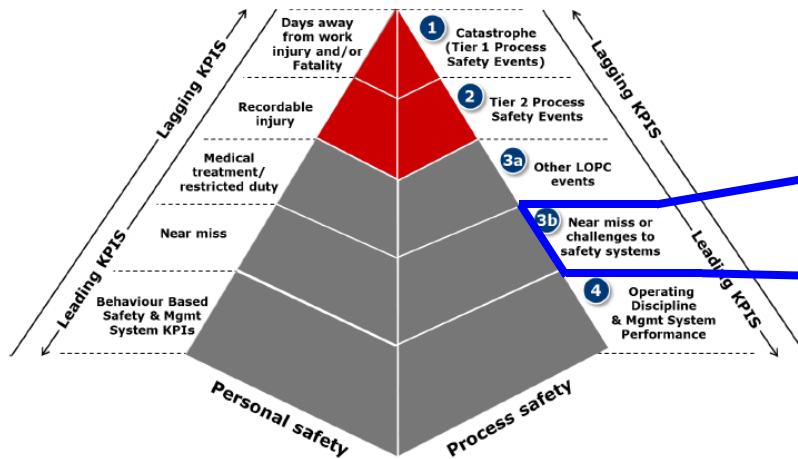 Lagging KPIS
Leading KPIS
Days away
from work
injury and/or
Fatality
Recordable
injury
Medical
treatment/
restricted duty
Near miss
Behaviour Based
Safety & Mgmt
System KPIs
Personal safety
1
Catastrophe
(Tier 1 Process
Safety Events)
2
Tier 2 Process
Safety Events
3a
Other LOPC
events
3b
Near miss or
challenges to
safety systems
4
Operating
Discipline
& Mgmt System
Performance
Process safety
Lagging KPIS
Leading KPIS